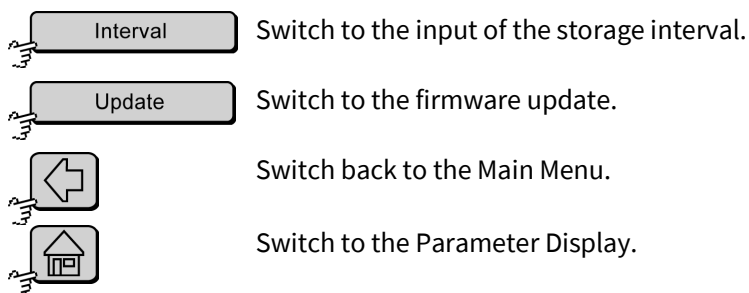 Interval Switch to the input of the storage interval.
Update Switch to the firmware update.
Switch back to the Main Menu.
Switch to the Parameter Display.